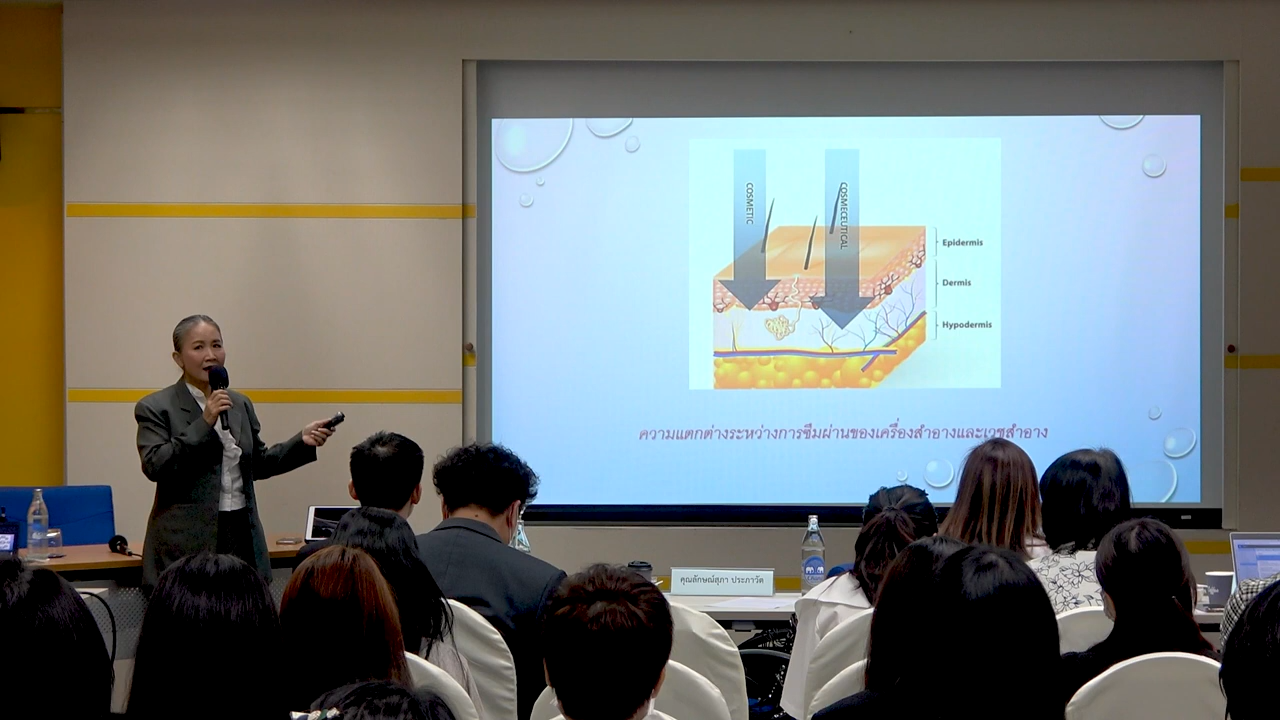 COSMETIC
COSMECEUTICAL
Epidermis
Dermis
Hypodermis
ความแตกต่างระหว่างการซึมผ่านของเครื่องสำอางและเวชสำอาง
คุณลักษณ์สุภา ประภาวัต